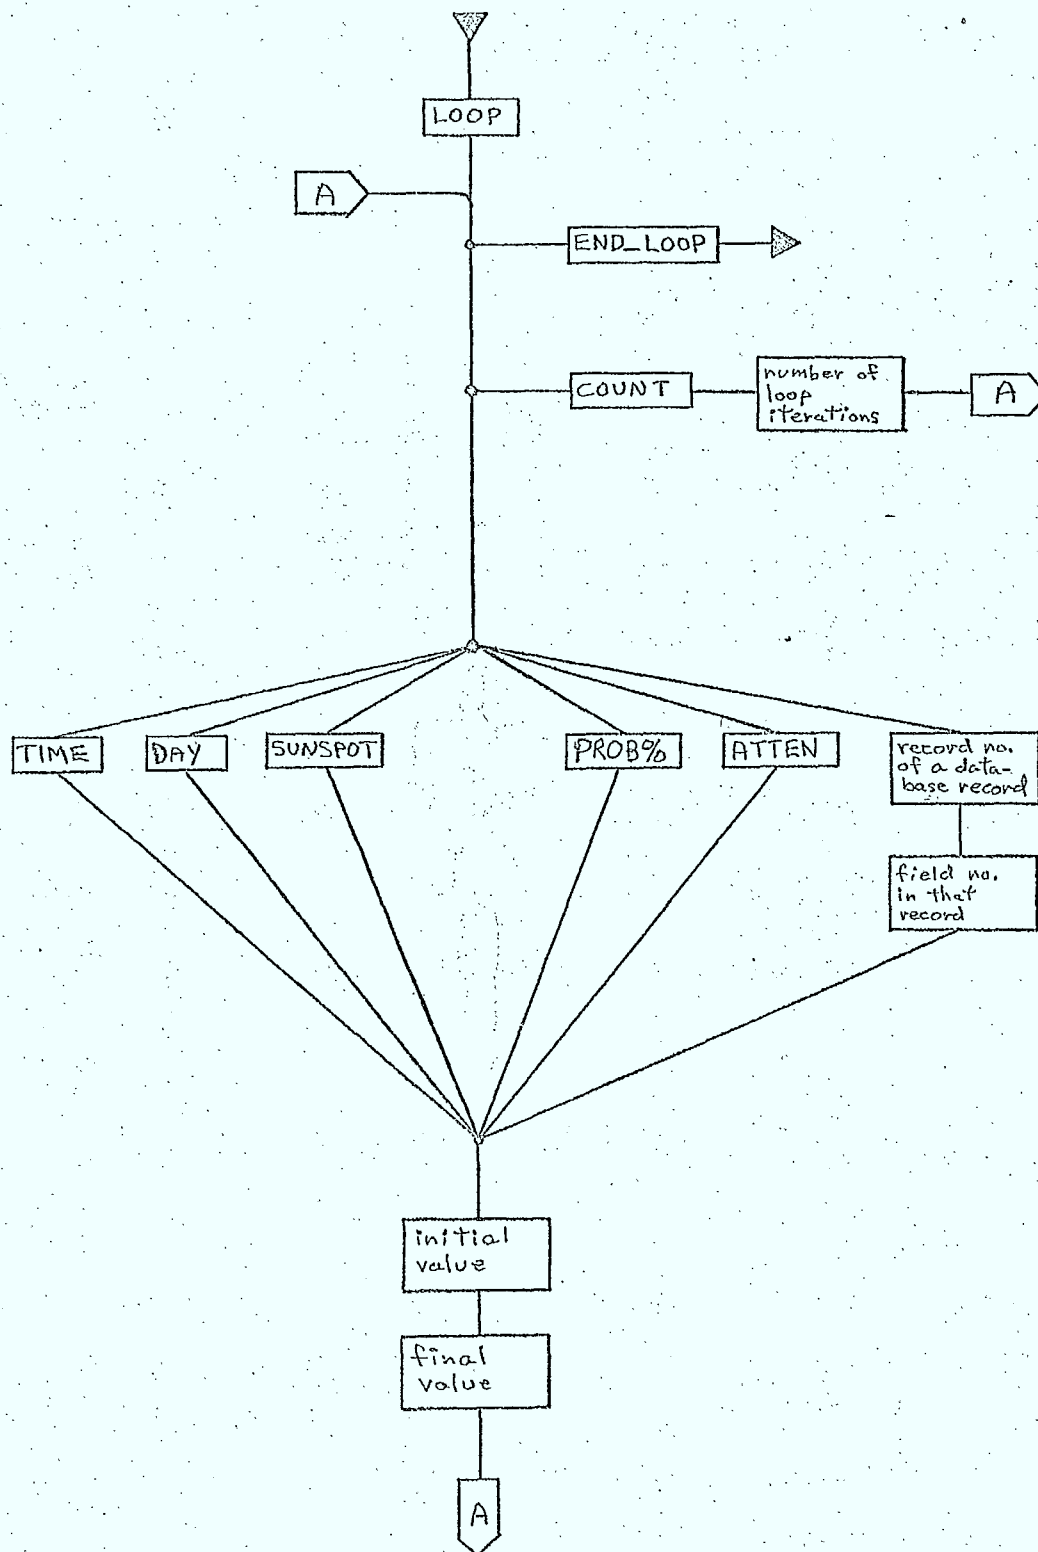 LOOP
A
END_LOOP
COUNT
number of
loop
iterations
A
TIME
DAY
SUNSPOT
PROB%
ATTEN
record no.
of a data-
base record
field no.
in that
record
initial
value
final
value
A